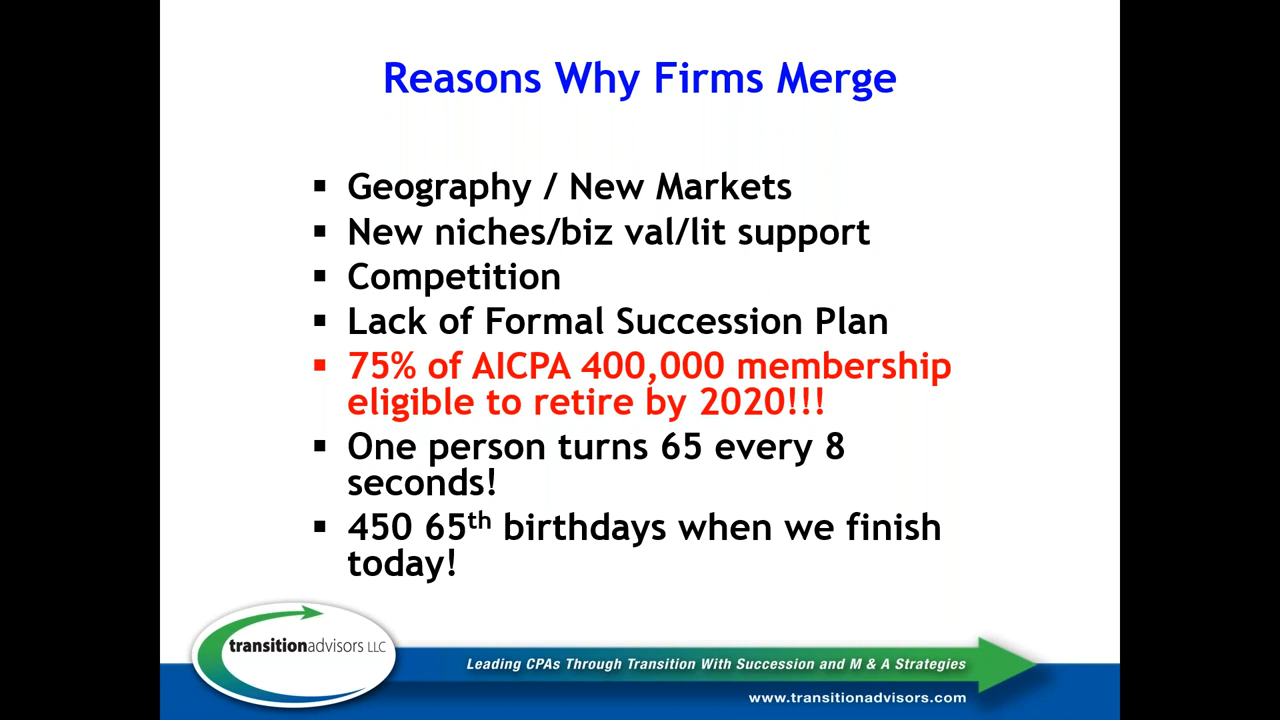 Reasons Why Firms Merge
▪ Geography / New Markets
▪ New niches/biz val/lit support
▪ Competition
▪ Lack of Formal Succession Plan
▪ 75% of AICPA 400,000 membership
eligible to retire by 2020!!!
▪ One person turns 65 every 8
seconds!
▪ 450 65th birthdays when we finish
today!
transitionadvisors LLC
Leading CPAs Through Transition With Succession and M & A Strategies
www.transitionadvisors.com